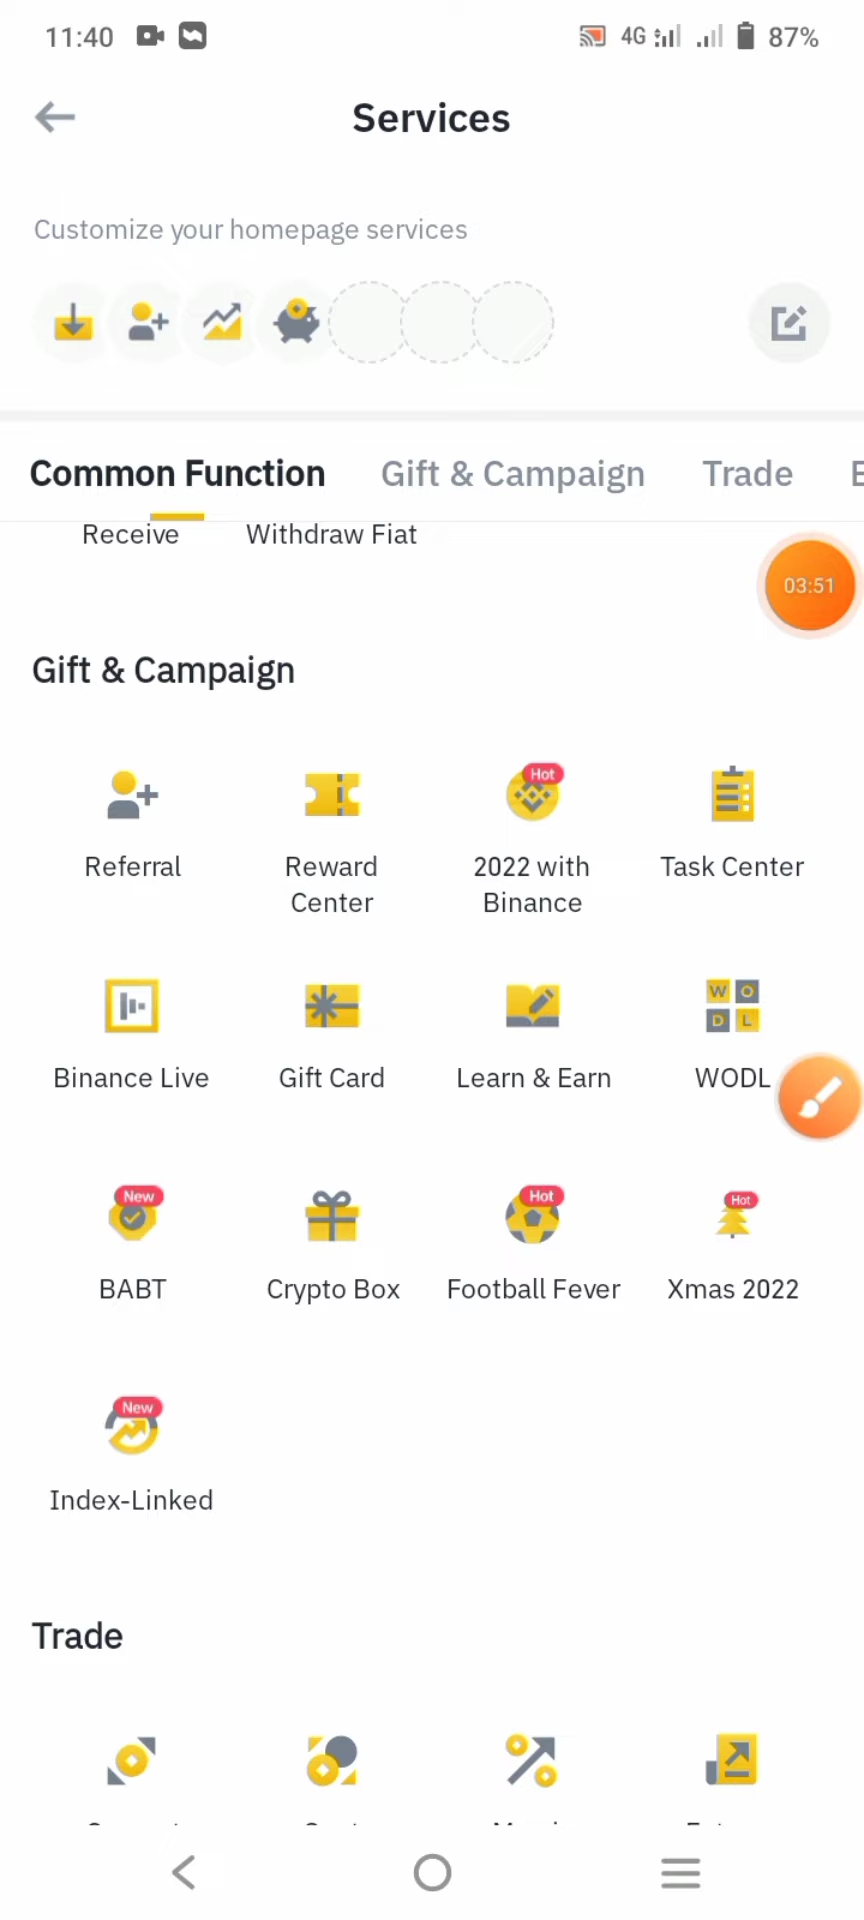 11:40 4G 87%
Services
Customize your homepage services
Common Function Gift & Campaign Trade
Receive Withdraw Fiat
03:51
Gift & Campaign
Hot
Referral Reward Center 2022 with Binance Task Center
W O
D L
Binance Live Gift Card Learn & Earn WODL
New Hot Hot
BABT Crypto Box Football Fever Xmas 2022
New
Index-Linked
Trade